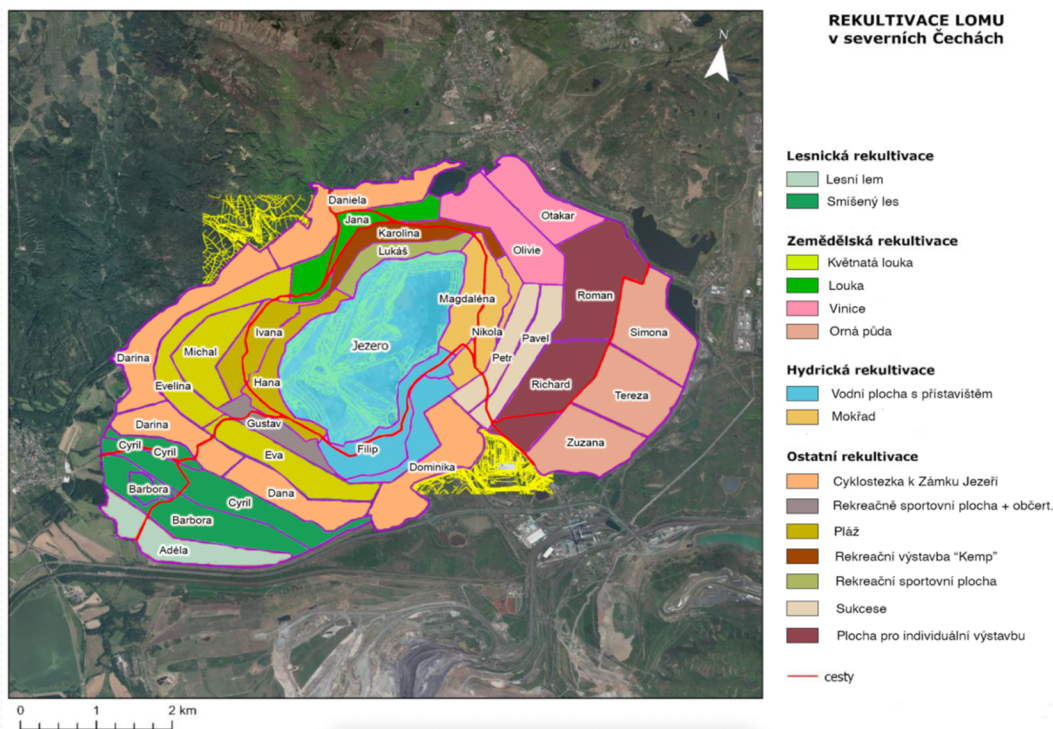 REKULTIVACE LOMU
v severních Čechách
N
Lesnická rekultivace
Lesní lem
Smíšený les
Zemědělská rekultivace
Květnatá louka
Louka
Vinice
Orná půda
Hydrická rekultivace
Vodní plocha s přístavištěm
Mokřad
Ostatní rekultivace
Cyklostezka k Zámku Jezeří
Rekreačně sportovní plocha + občert.
Pláž
Rekreační výstavba “Kemp”
Rekreační sportovní plocha
Sukcese
Plocha pro individuální výstavbu
cesty
Daniela
Jana
Otakar
Karolína
Lukáš
Olivie
Magdaléna
Roman
Ivana
Nikola
Simona
Jezero
Pavel
Michal
Petr
Darina
Evelina
Hana
Richard
Tereza
Darina
Gustav
Zuzana
Cyril
Cyril
Eva
Filip
Dominika
Barbora
Dana
Cyril
Barbora
Adéla
0 1 2 km